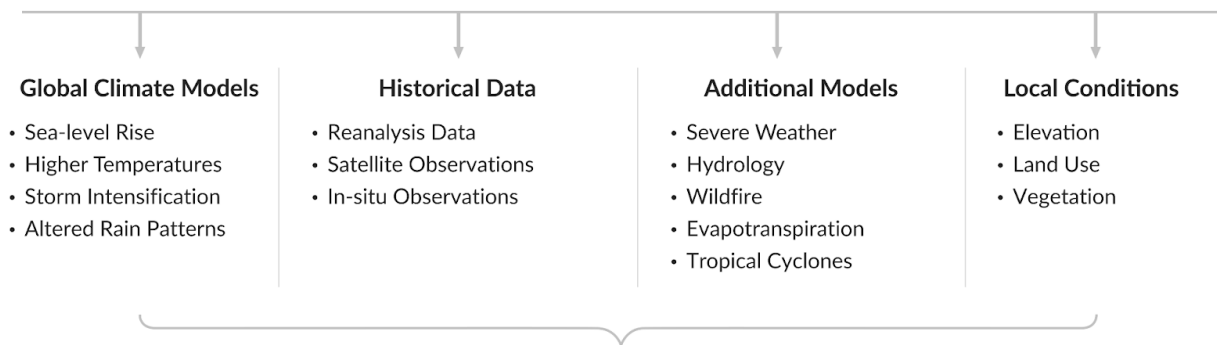 Global Climate Models
• Sea-level Rise
• Higher Temperatures
• Storm Intensification
• Altered Rain Patterns
Historical Data
• Reanalysis Data
• Satellite Observations
• In-situ Observations
Additional Models
• Severe Weather
• Hydrology
• Wildfire
• Evapotranspiration
• Tropical Cyclones
Local Conditions
• Elevation
• Land Use
• Vegetation